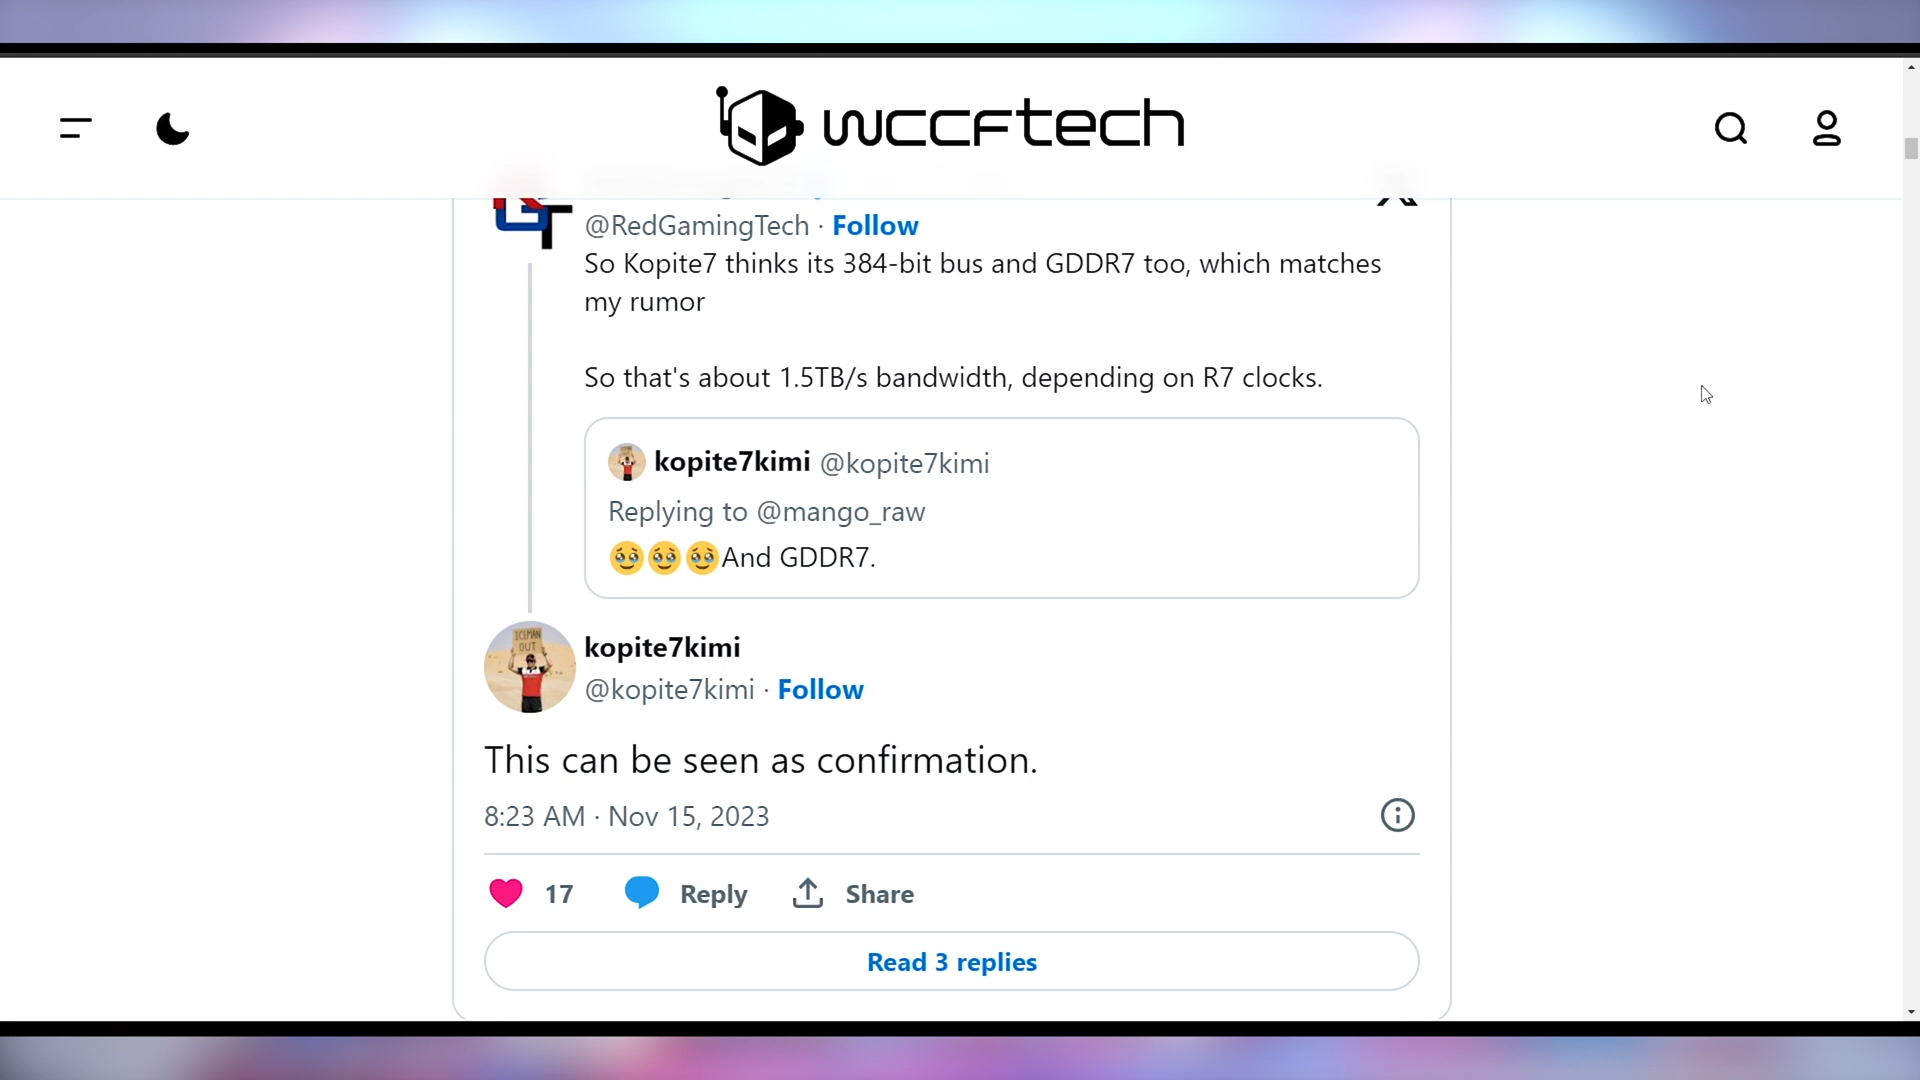 wccftech
@RedGamingTech · Follow
So Kopite7 thinks its 384-bit bus and GDDR7 too, which matches
my rumor
So that's about 1.5TB/s bandwidth, depending on R7 clocks.
kopite7kimi @kopite7kimi
Replying to @mango_raw
🥹🥹🥹And GDDR7.
ICEMAN
OUT
kopite7kimi
@kopite7kimi · Follow
This can be seen as confirmation.
8:23 AM · Nov 15, 2023
17 Reply Share
Read 3 replies